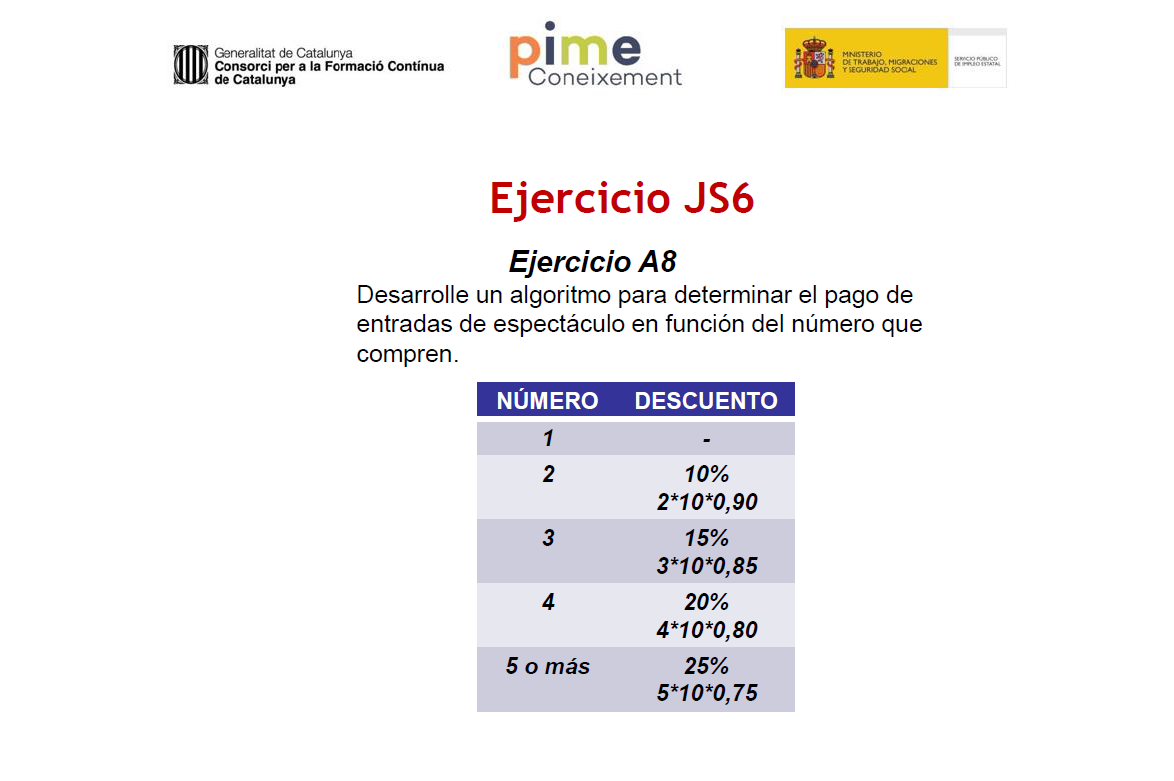 Generalitat de Catalunya
Consorci per a la Formació Contínua
de Catalunya
pime
Coneixement
MINISTERIO
DE TRABAJO, MIGRACIONES
Y SEGURIDAD SOCIAL
SERVICIO PÚBLICO
DE EMPLEO ESTATAL
Ejercicio JS6
Ejercicio A8
Desarrolle un algoritmo para determinar el pago de
entradas de espectáculo en función del número que
compren.
NÚMERO DESCUENTO
1 -
2 10%
2*10*0,90
3 15%
3*10*0,85
4 20%
4*10*0,80
5 o más 25%
5*10*0,75